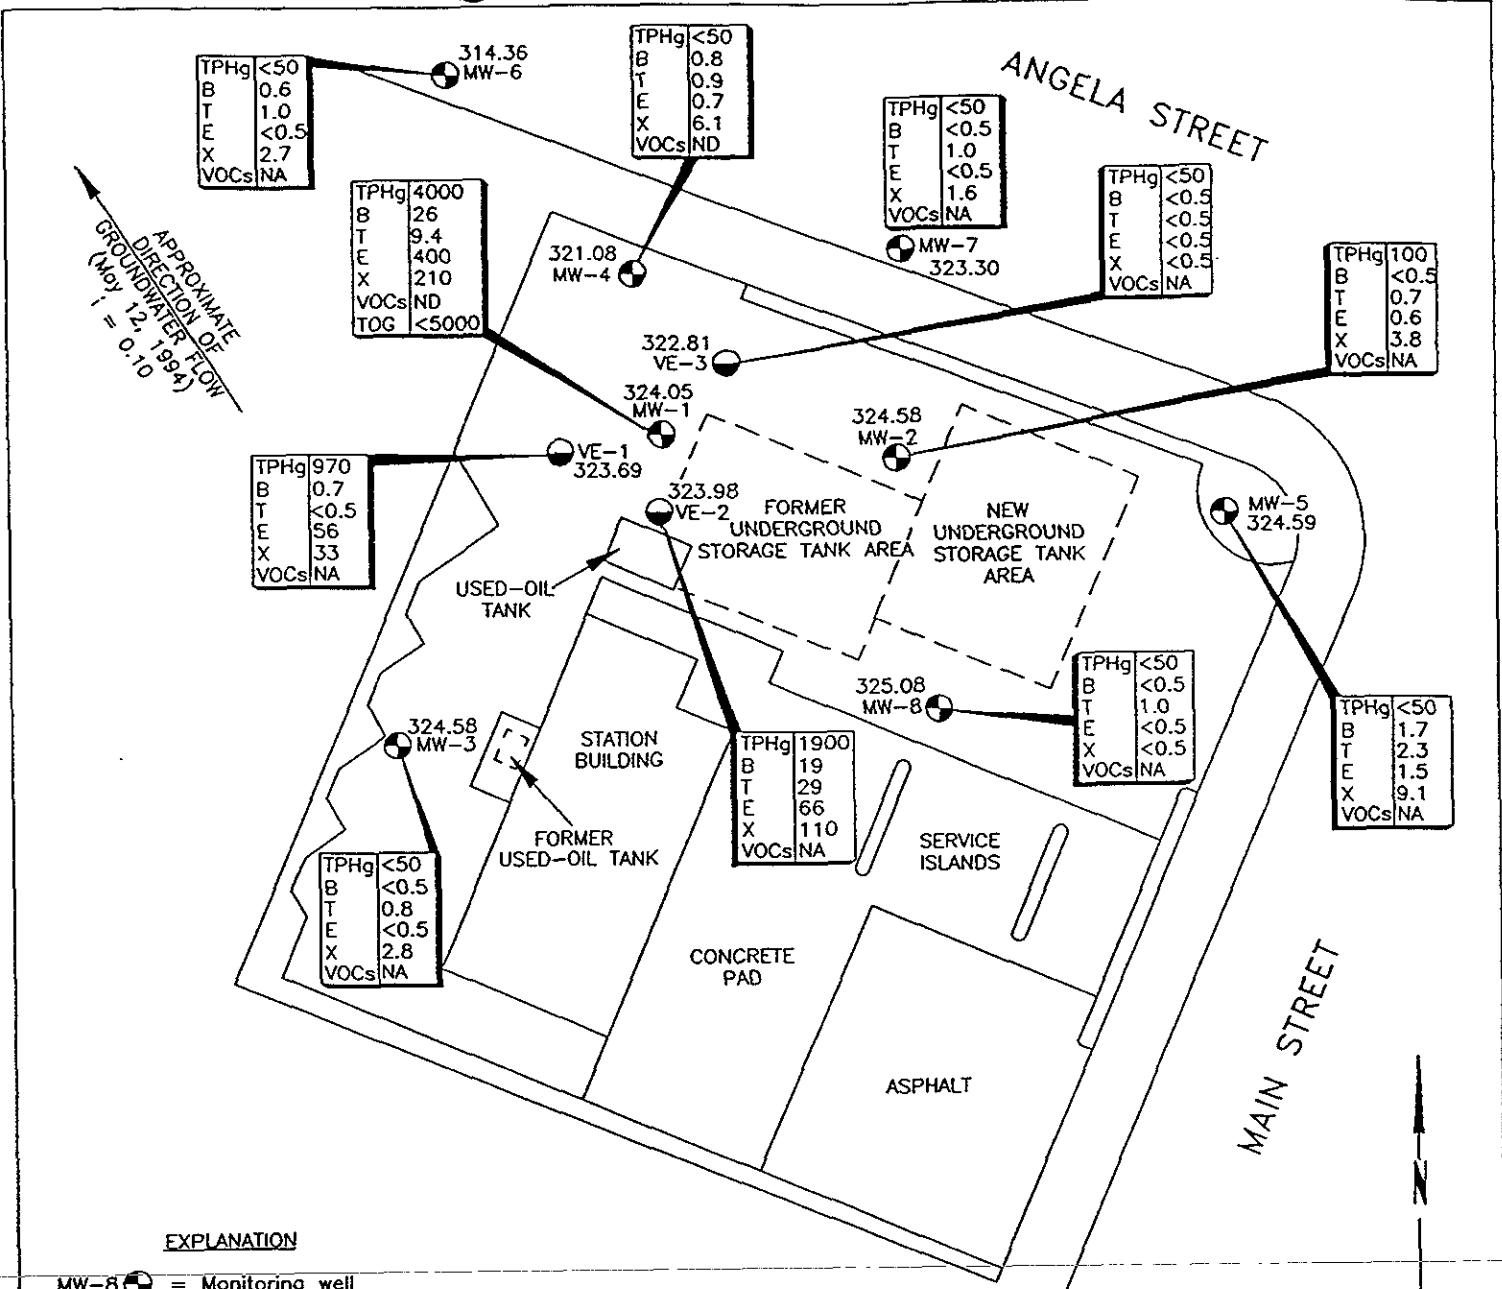 314.36
MW-6
TPHg <50
B 0.6
T 1.0
E <0.5
X 2.7
VOCs NA
TPHg <50
B 0.8
T 0.9
E 0.7
X 6.1
VOCs ND
ANGELA STREET
TPHg <50
B <0.5
T 1.0
E <0.5
X 1.6
VOCs NA
MW-7
323.30
TPHg <50
B <0.5
T <0.5
E <0.5
X <0.5
VOCs NA
TPHg 4000
B 26
T 9.4
E 400
X 210
VOCs ND
TOG <5000
321.08
MW-4
TPHg 100
B <0.5
T 0.7
E 0.6
X 3.8
VOCs NA
APPROXIMATE
DIRECTION OF
GROUNDWATER FLOW
(May 12, 1994)
i = 0.10
322.81
VE-3
324.05
MW-1
324.58
MW-2
VE-1
323.69
TPHg 970
B 0.7
T <0.5
E 56
X 33
VOCs NA
323.98
VE-2
FORMER
UNDERGROUND
STORAGE TANK AREA
NEW
UNDERGROUND
STORAGE TANK
AREA
MW-5
324.59
USED-OIL
TANK
325.08
MW-8
TPHg <50
B <0.5
T 1.0
E <0.5
X <0.5
VOCs NA
TPHg <50
B 1.7
T 2.3
E 1.5
X 9.1
VOCs NA
324.58
MW-3
STATION
BUILDING
TPHg 1900
B 19
T 29
E 66
X 110
VOCs NA
FORMER
USED-OIL TANK
SERVICE
ISLANDS
TPHg <50
B <0.5
T 0.8
E <0.5
X 2.8
VOCs NA
CONCRETE
PAD
ASPHALT
MAIN STREET
N
EXPLANATION
MW-8 = Monitoring well